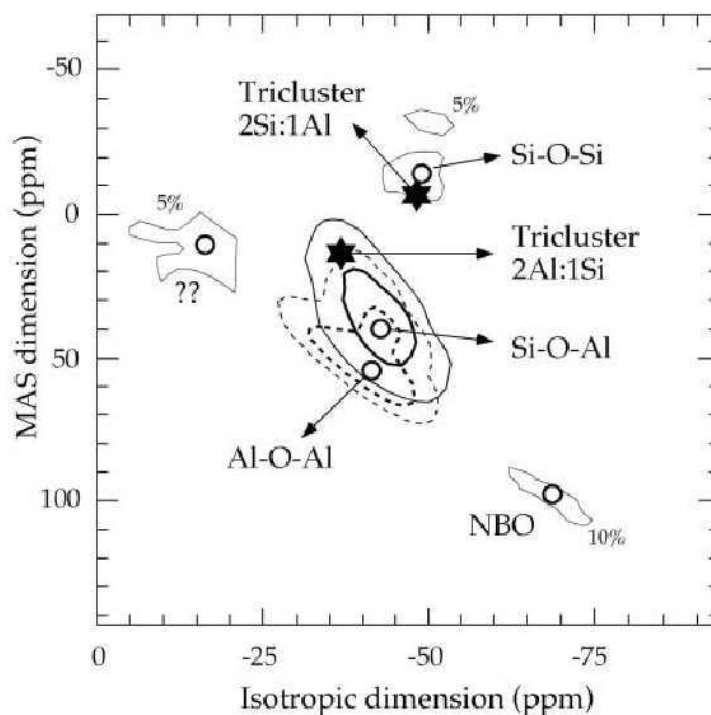 -50
0
50
100
MAS dimension (ppm)
Tricluster
2Si:1Al
5%
Si-O-Si
5%
??
Tricluster
2Al:1Si
Si-O-Al
Al-O-Al
NBO
10%
0
-25
-50
-75
Isotropic dimension (ppm)